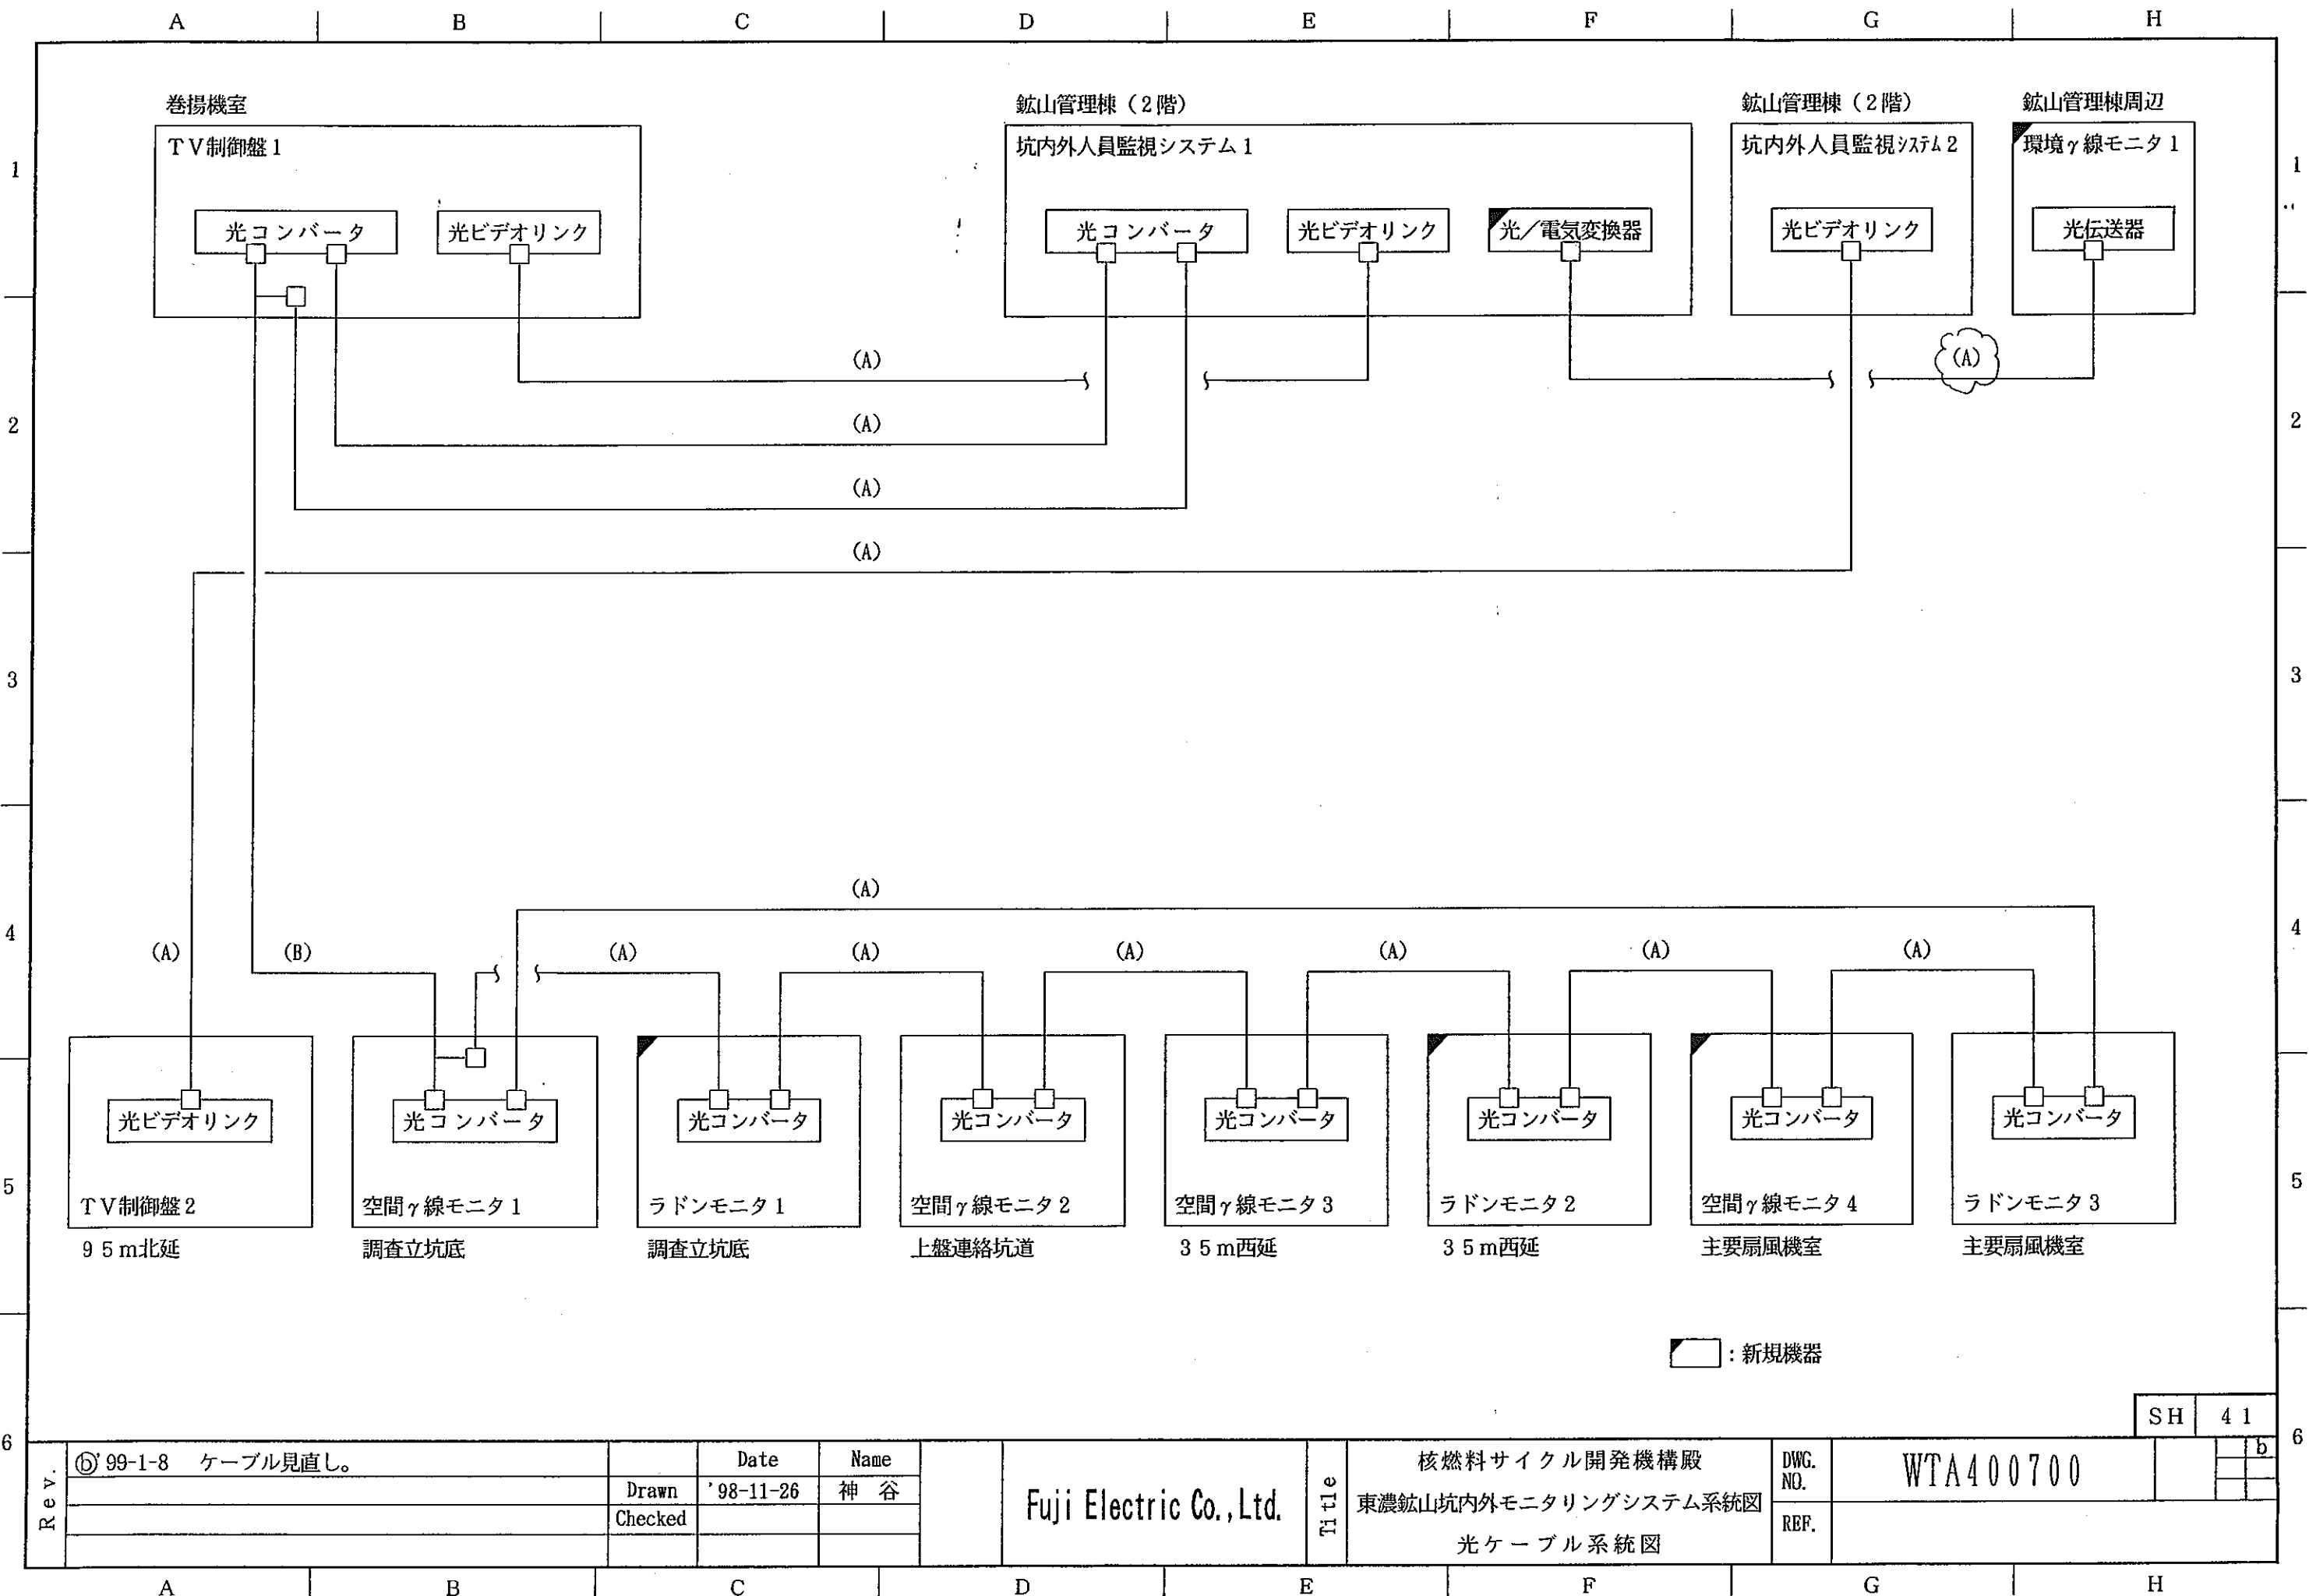 A B C D E F G H
巻揚機室 鉱山管理棟（2階） 鉱山管理棟（2階） 鉱山管理棟周辺
TV制御盤1 坑内外人員監視システム1 坑内外人員監視システム2 環境γ線モニタ1
1 1
光コンバータ 光ビデオリンク 光コンバータ 光ビデオリンク 光／電気変換器 光ビデオリンク 光伝送器
(A) (A)
2 (A) 2
(A)
(A)
3 3
(A)
4 4
(A) (B) (A) (A) (A) (A) (A) (A)
光ビデオリンク 光コンバータ 光コンバータ 光コンバータ 光コンバータ 光コンバータ 光コンバータ 光コンバータ
5 5
TV制御盤2 空間γ線モニタ1 ラドンモニタ1 空間γ線モニタ2 空間γ線モニタ3 ラドンモニタ2 空間γ線モニタ4 ラドンモニタ3
95m北延 調査立坑底 調査立坑底 上盤連絡坑道 35m西延 35m西延 主要扇風機室 主要扇風機室
：新規機器
SH 41
6 6
Rev.
ⓑ'99-1-8 ケーブル見直し。
Date Name
Drawn '98-11-26 神谷
Checked
Fuji Electric Co.,Ltd.
Title
核燃料サイクル開発機構殿
東濃鉱山坑内外モニタリングシステム系統図
光ケーブル系統図
DWG.
NO.
WTA400700
b
REF.
A B C D E F G H